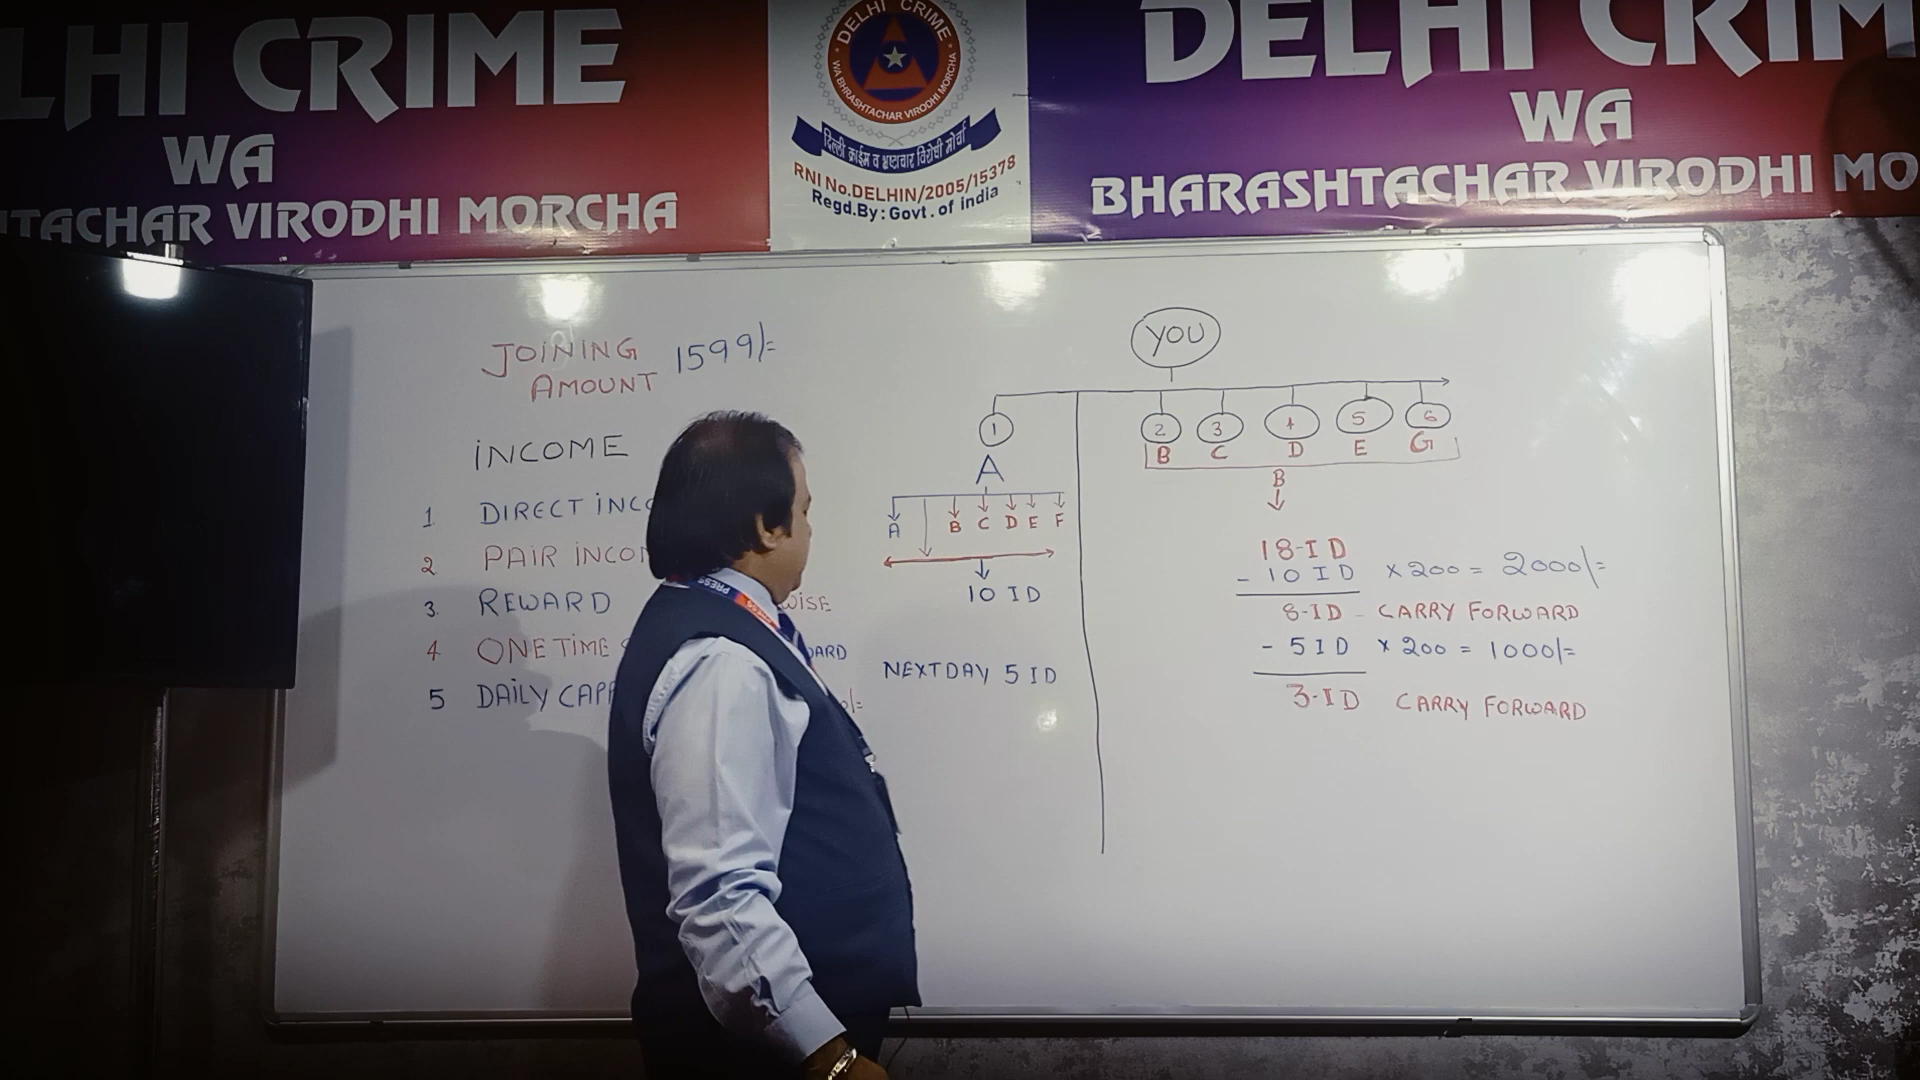 LHI CRIME
WA
TACHAR VIRODHI MORCHA
DELHI CRIME
WA BHRASHTACHAR VIRODHI MORCHA
दिल्ली क्राईम व भ्रष्टाचार विरोधी मोर्चा
RNI No.DELHIN/2005/15378
Regd.By: Govt. of india
DELHI CRIM
WA
BHARASHTACHAR VIRODHI MO
JOINING AMOUNT 1599/=
INCOME
1 DIRECT INCO
2 PAIR INCOM
3. REWARD WISE
4 ONE TIME ARD
5 DAILY CAPP
PRESS
YOU
1 2 3 4 5 6
A B C D E G
B
A B C D E F
10 ID
NEXT DAY 5 ID
18-ID
- 10 ID × 200 = 2000/=
8-ID - CARRY FORWARD
- 5 ID × 200 = 1000/=
3-ID CARRY FORWARD